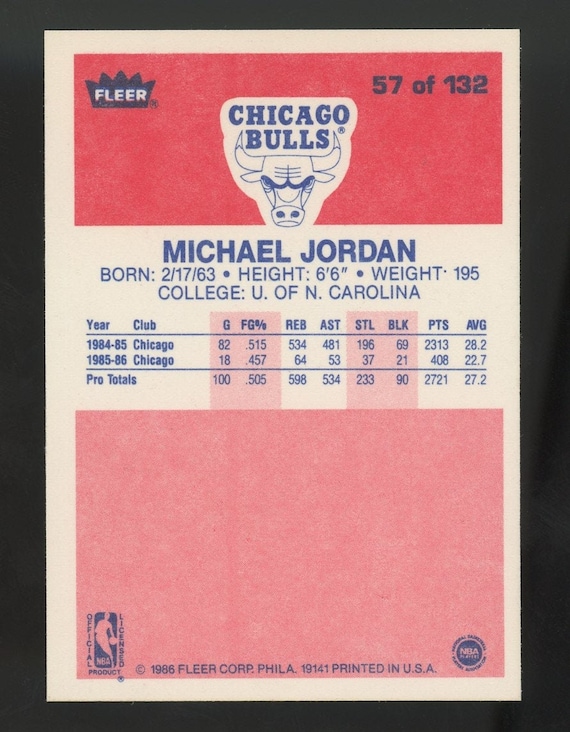 FLEER®
57 of 132
CHICAGO
BULLS®
MICHAEL JORDAN
BORN: 2/17/63 • HEIGHT: 6'6" • WEIGHT· 195
COLLEGE: U. OF N. CAROLINA
Year Club G FG% REB AST STL BLK PTS AVG
1984-85 Chicago 82 .515 534 481 196 69 2313 28.2
1985-86 Chicago 18 .457 64 53 37 21 408 22.7
Pro Totals 100 .505 598 534 233 90 2721 27.2
OFFICIAL
LICENSED
NBA
PRODUCT®
© 1986 FLEER CORP. PHILA. 19141 PRINTED IN U.S.A.
NBA
PLAYERS